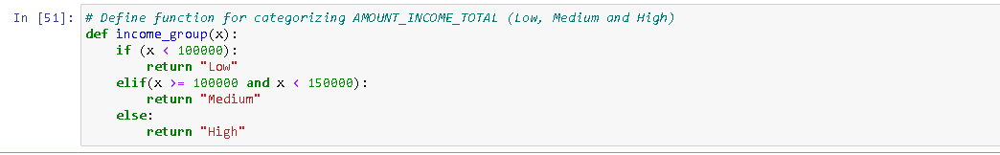 In [51]: # Define function for categorizing AMOUNT_INCOME_TOTAL (Low, Medium and High)
def income_group(x):
    if (x < 100000):
        return "Low"
    elif(x >= 100000 and x < 150000):
        return "Medium"
    else:
        return "High"